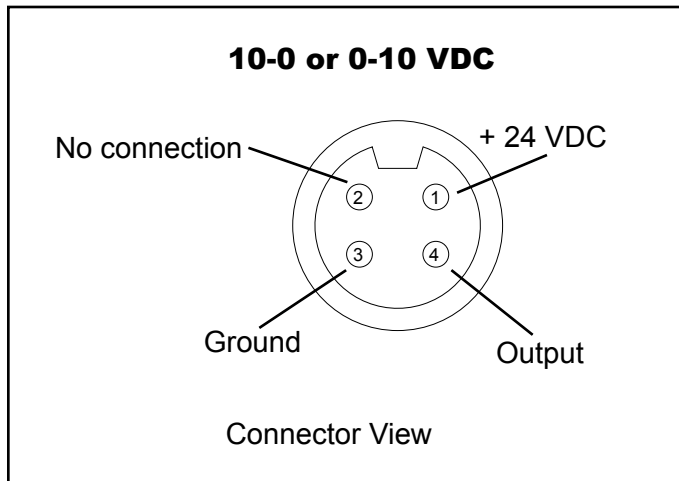 10-0 or 0-10 VDC
No connection
+ 24 VDC
2
1
3
4
Ground
Output
Connector View